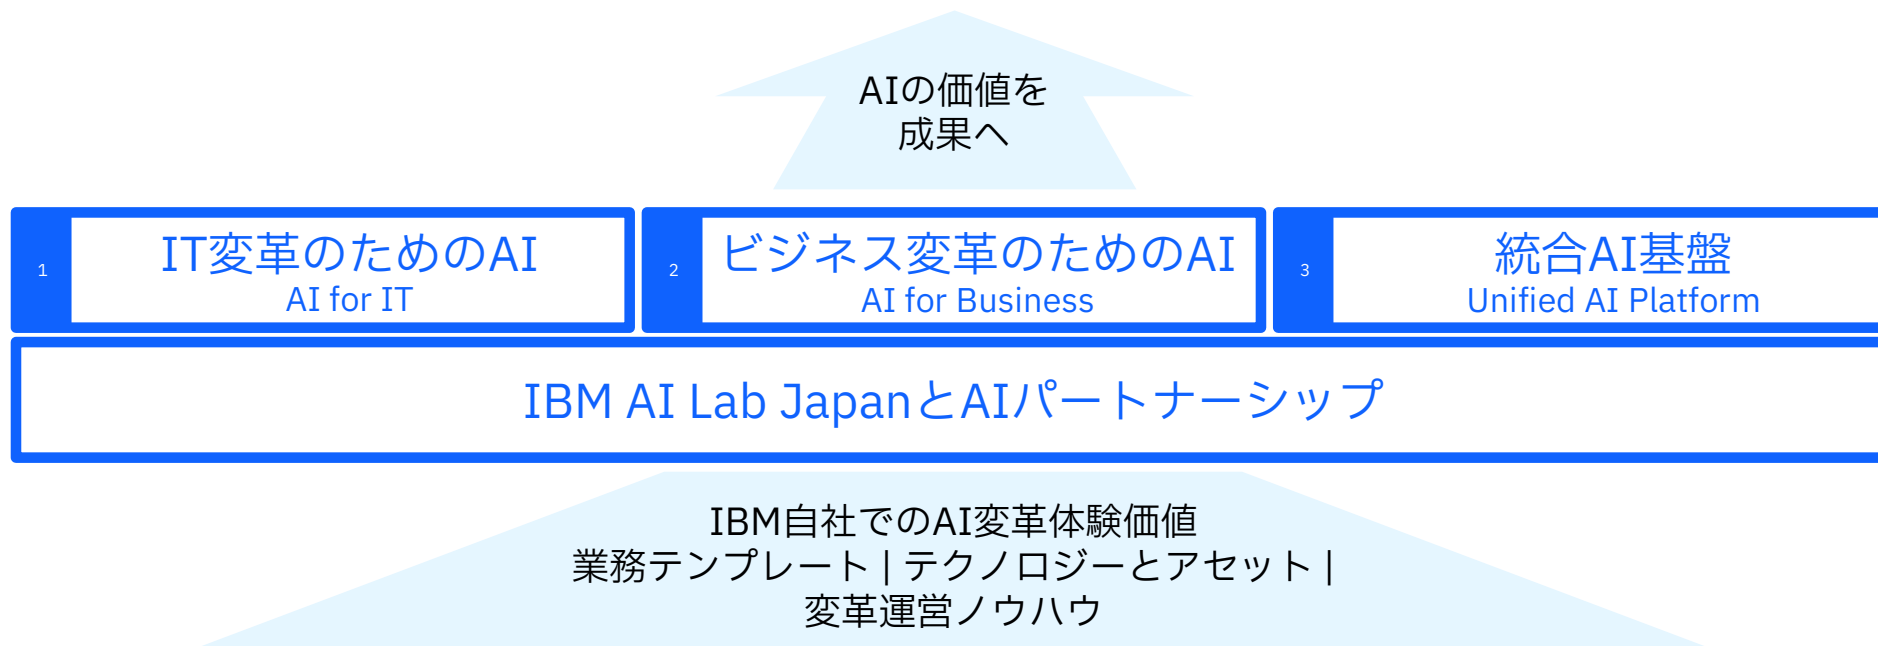 AIの価値を
成果へ
1
IT変革のためのAI
AI for IT
2
ビジネス変革のためのAI
AI for Business
3
統合AI基盤
Unified AI Platform
IBM AI Lab JapanとAIパートナーシップ
IBM自社でのAI変革体験価値
業務テンプレート | テクノロジーとアセット |
変革運営ノウハウ